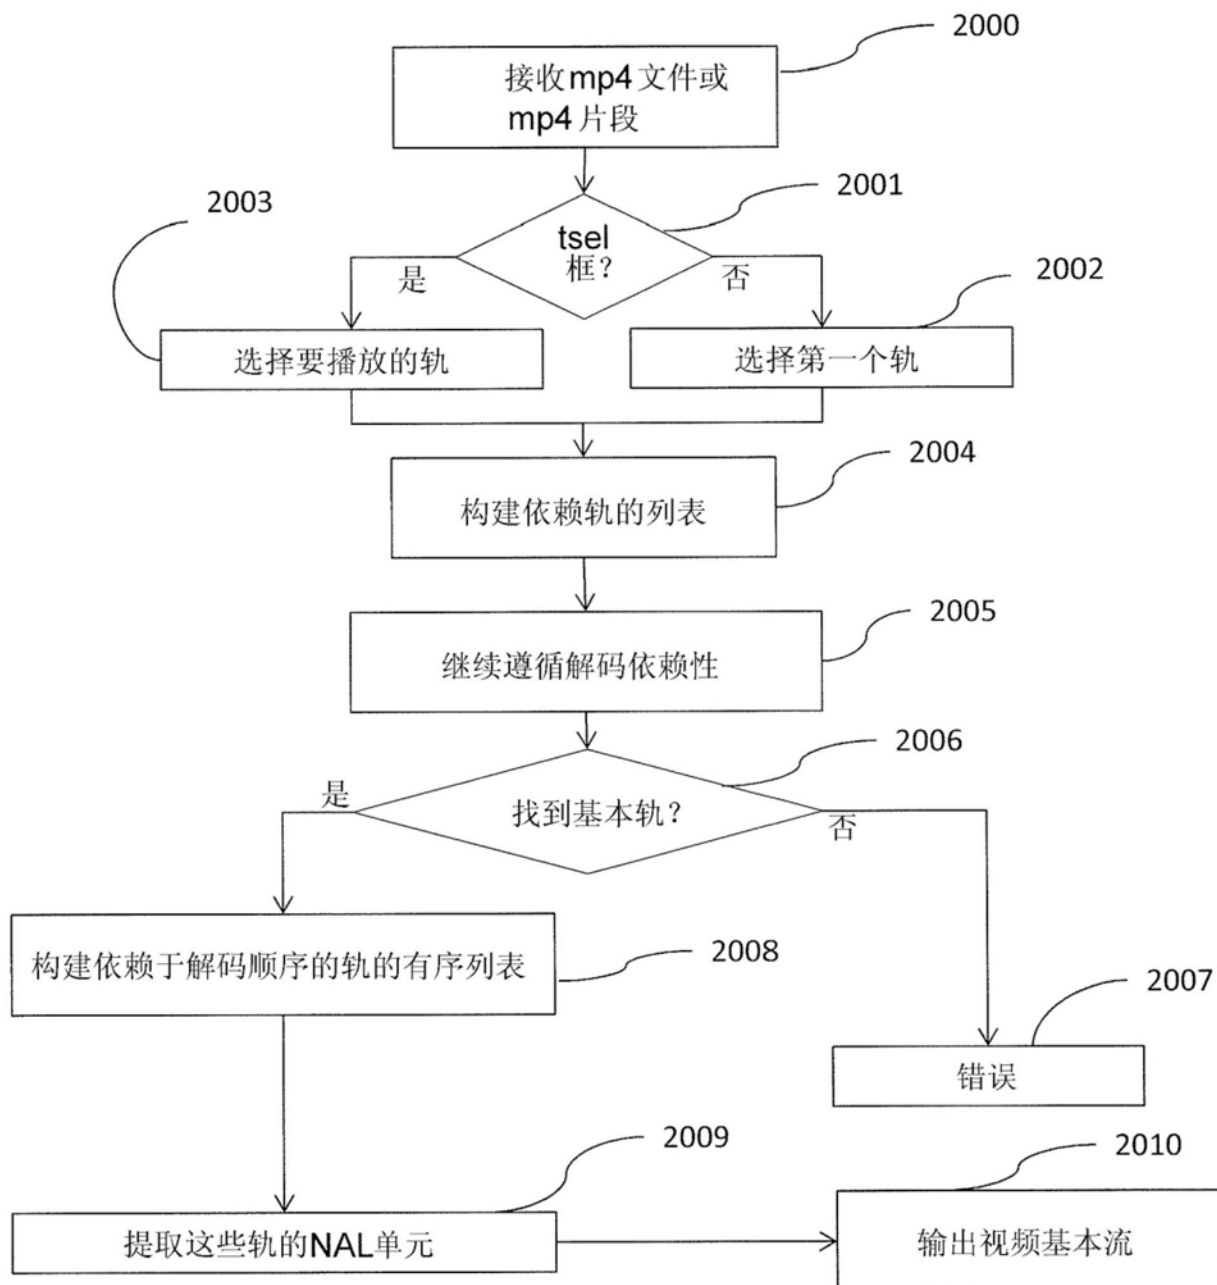 2000
接收mp4文件或
mp4片段
2001
2003
tsel
框？
是
否
2002
选择要播放的轨
选择第一个轨
2004
构建依赖轨的列表
2005
继续遵循解码依赖性
2006
是
找到基本轨？
否
构建依赖于解码顺序的轨的有序列表
2008
2007
错误
2009
2010
提取这些轨的NAL单元
输出视频基本流